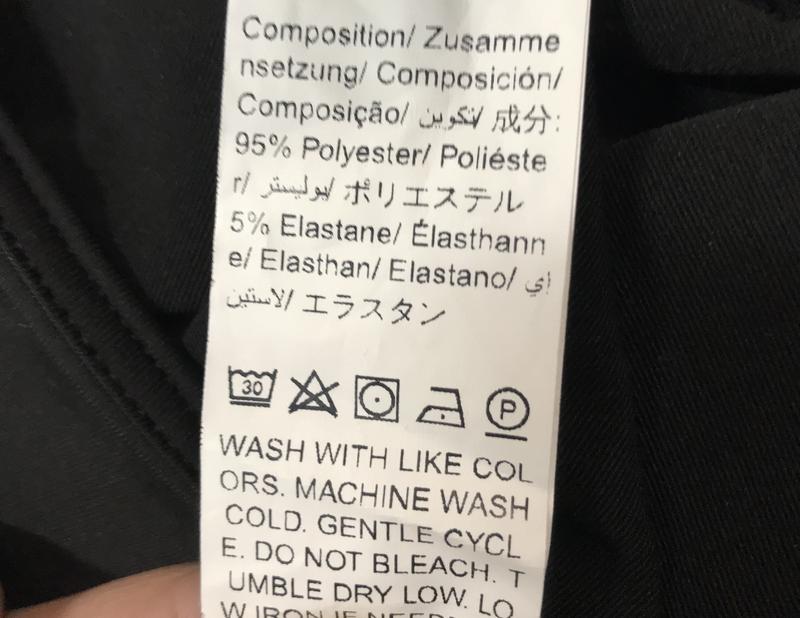 Composition/ Zusamme
nsetzung/ Composición/
Composição/ تكوين/ 成分:
95% Polyester/ Poliéste
r/ بوليستر/ ポリエステル
5% Elastane/ Élasthann
e/ Elasthan/ Elastano/ إي
لاستين/ エラスタン
30
P
WASH WITH LIKE COL
ORS. MACHINE WASH
COLD. GENTLE CYCL
E. DO NOT BLEACH. T
UMBLE DRY LOW. LO
W IRON IF